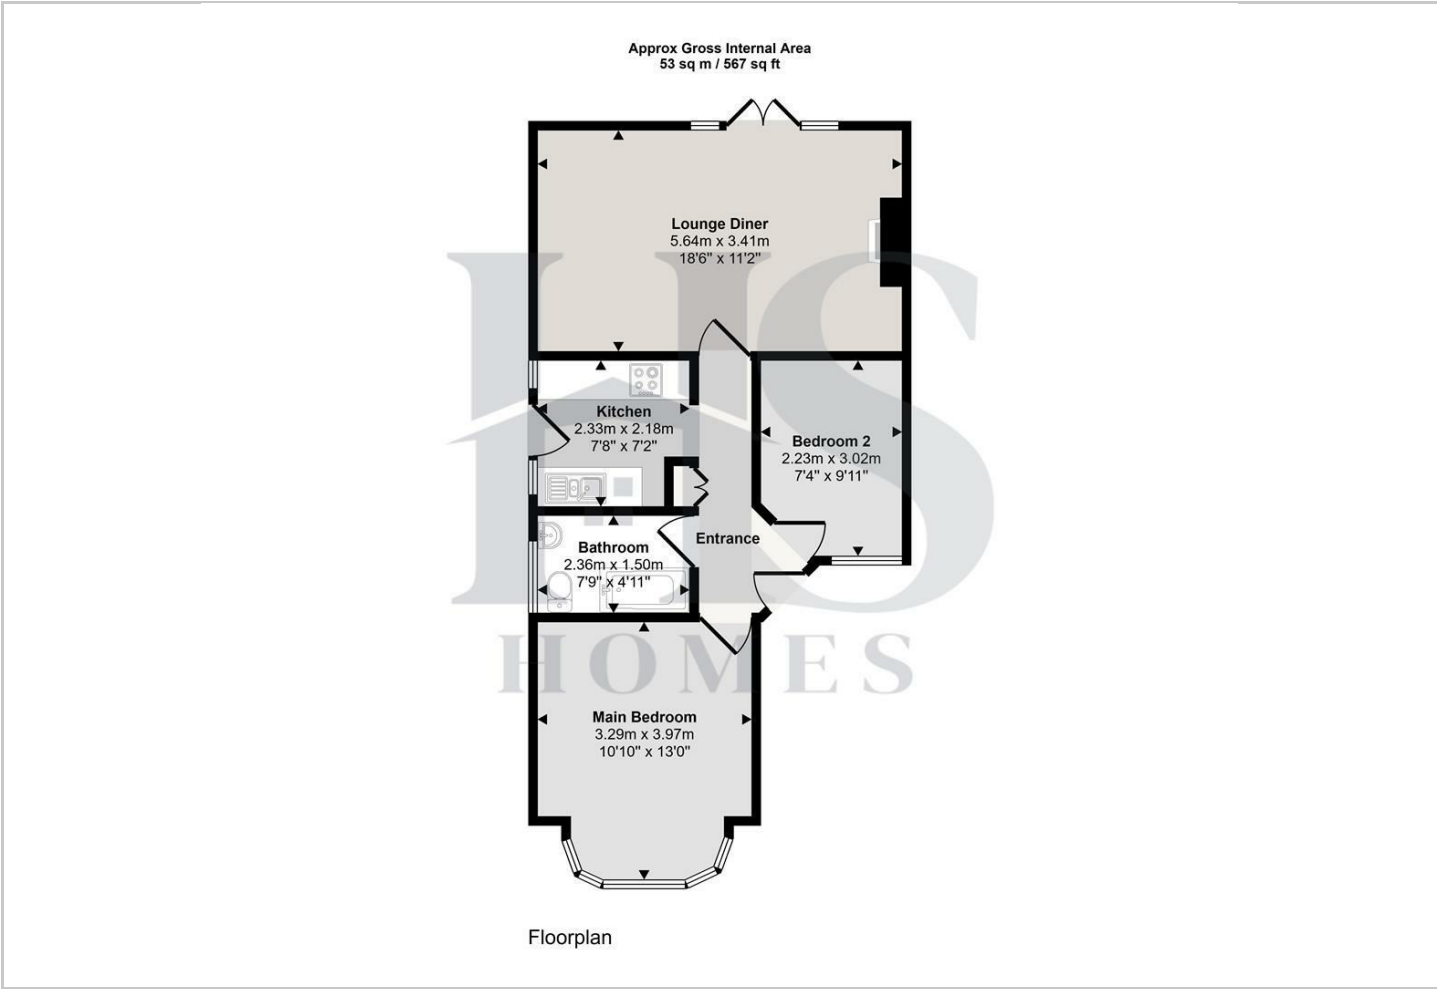 Approx Gross Internal Area
53 sq m / 567 sq ft
Lounge Diner
5.64m x 3.41m
18'6" x 11'2"
Kitchen
2.33m x 2.18m
7'8" x 7'2"
Bedroom 2
2.23m x 3.02m
7'4" x 9'11"
Entrance
Bathroom
2.36m x 1.50m
7'9" x 4'11"
HS
HOMES
Main Bedroom
3.29m x 3.97m
10'10" x 13'0"
Floorplan